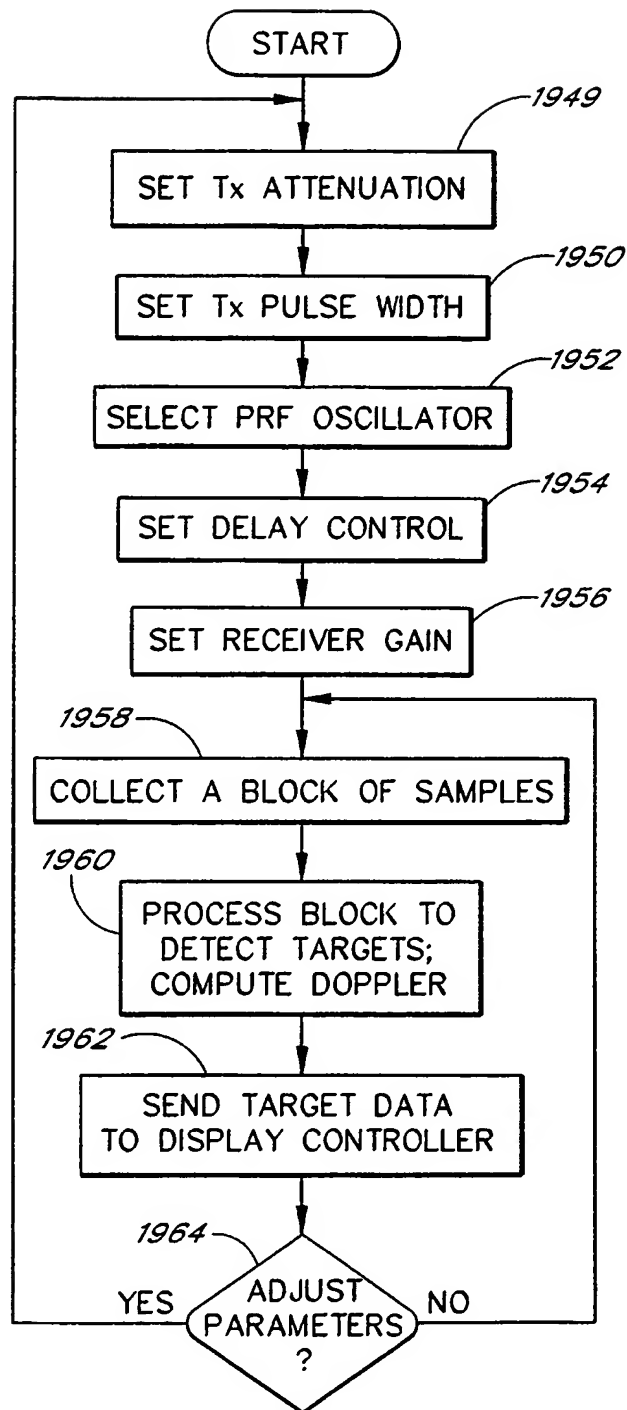 START
1949
SET Tx ATTENUATION
1950
SET Tx PULSE WIDTH
1952
SELECT PRF OSCILLATOR
1954
SET DELAY CONTROL
1956
SET RECEIVER GAIN
1958
COLLECT A BLOCK OF SAMPLES
1960
PROCESS BLOCK TO
DETECT TARGETS;
COMPUTE DOPPLER
1962
SEND TARGET DATA
TO DISPLAY CONTROLLER
1964
YES
ADJUST
PARAMETERS
?
NO